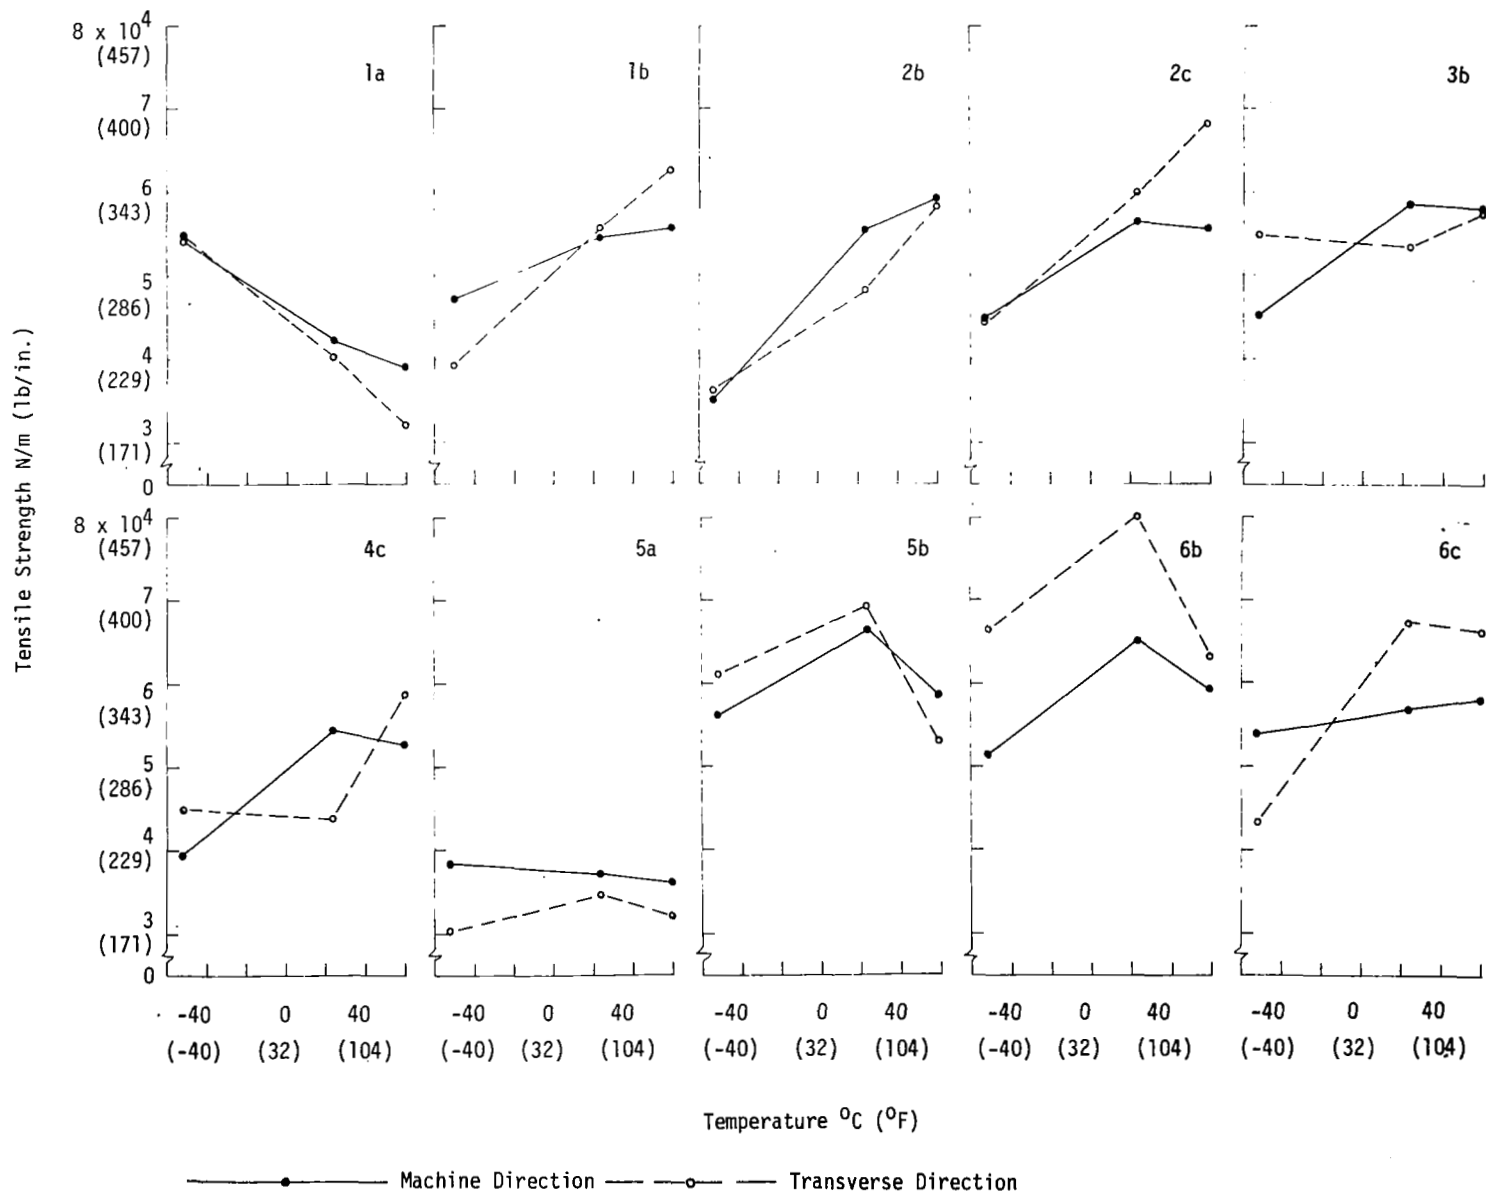 8 x 10⁴
(457)
1a 1b 2b 2c 3b
7
(400)
6
(343)
5
(286)
4
(229)
3
(171)
0
Tensile Strength N/m (lb/in.)
8 x 10⁴
(457)
4c 5a 5b 6b 6c
7
(400)
6
(343)
5
(286)
4
(229)
3
(171)
0
-40 0 40 -40 0 40 -40 0 40 -40 0 40 -40 0 40
(-40) (32) (104) (-40) (32) (104) (-40) (32) (104) (-40) (32) (104) (-40) (32) (104)
Temperature ⁰C (⁰F)
Machine Direction Transverse Direction